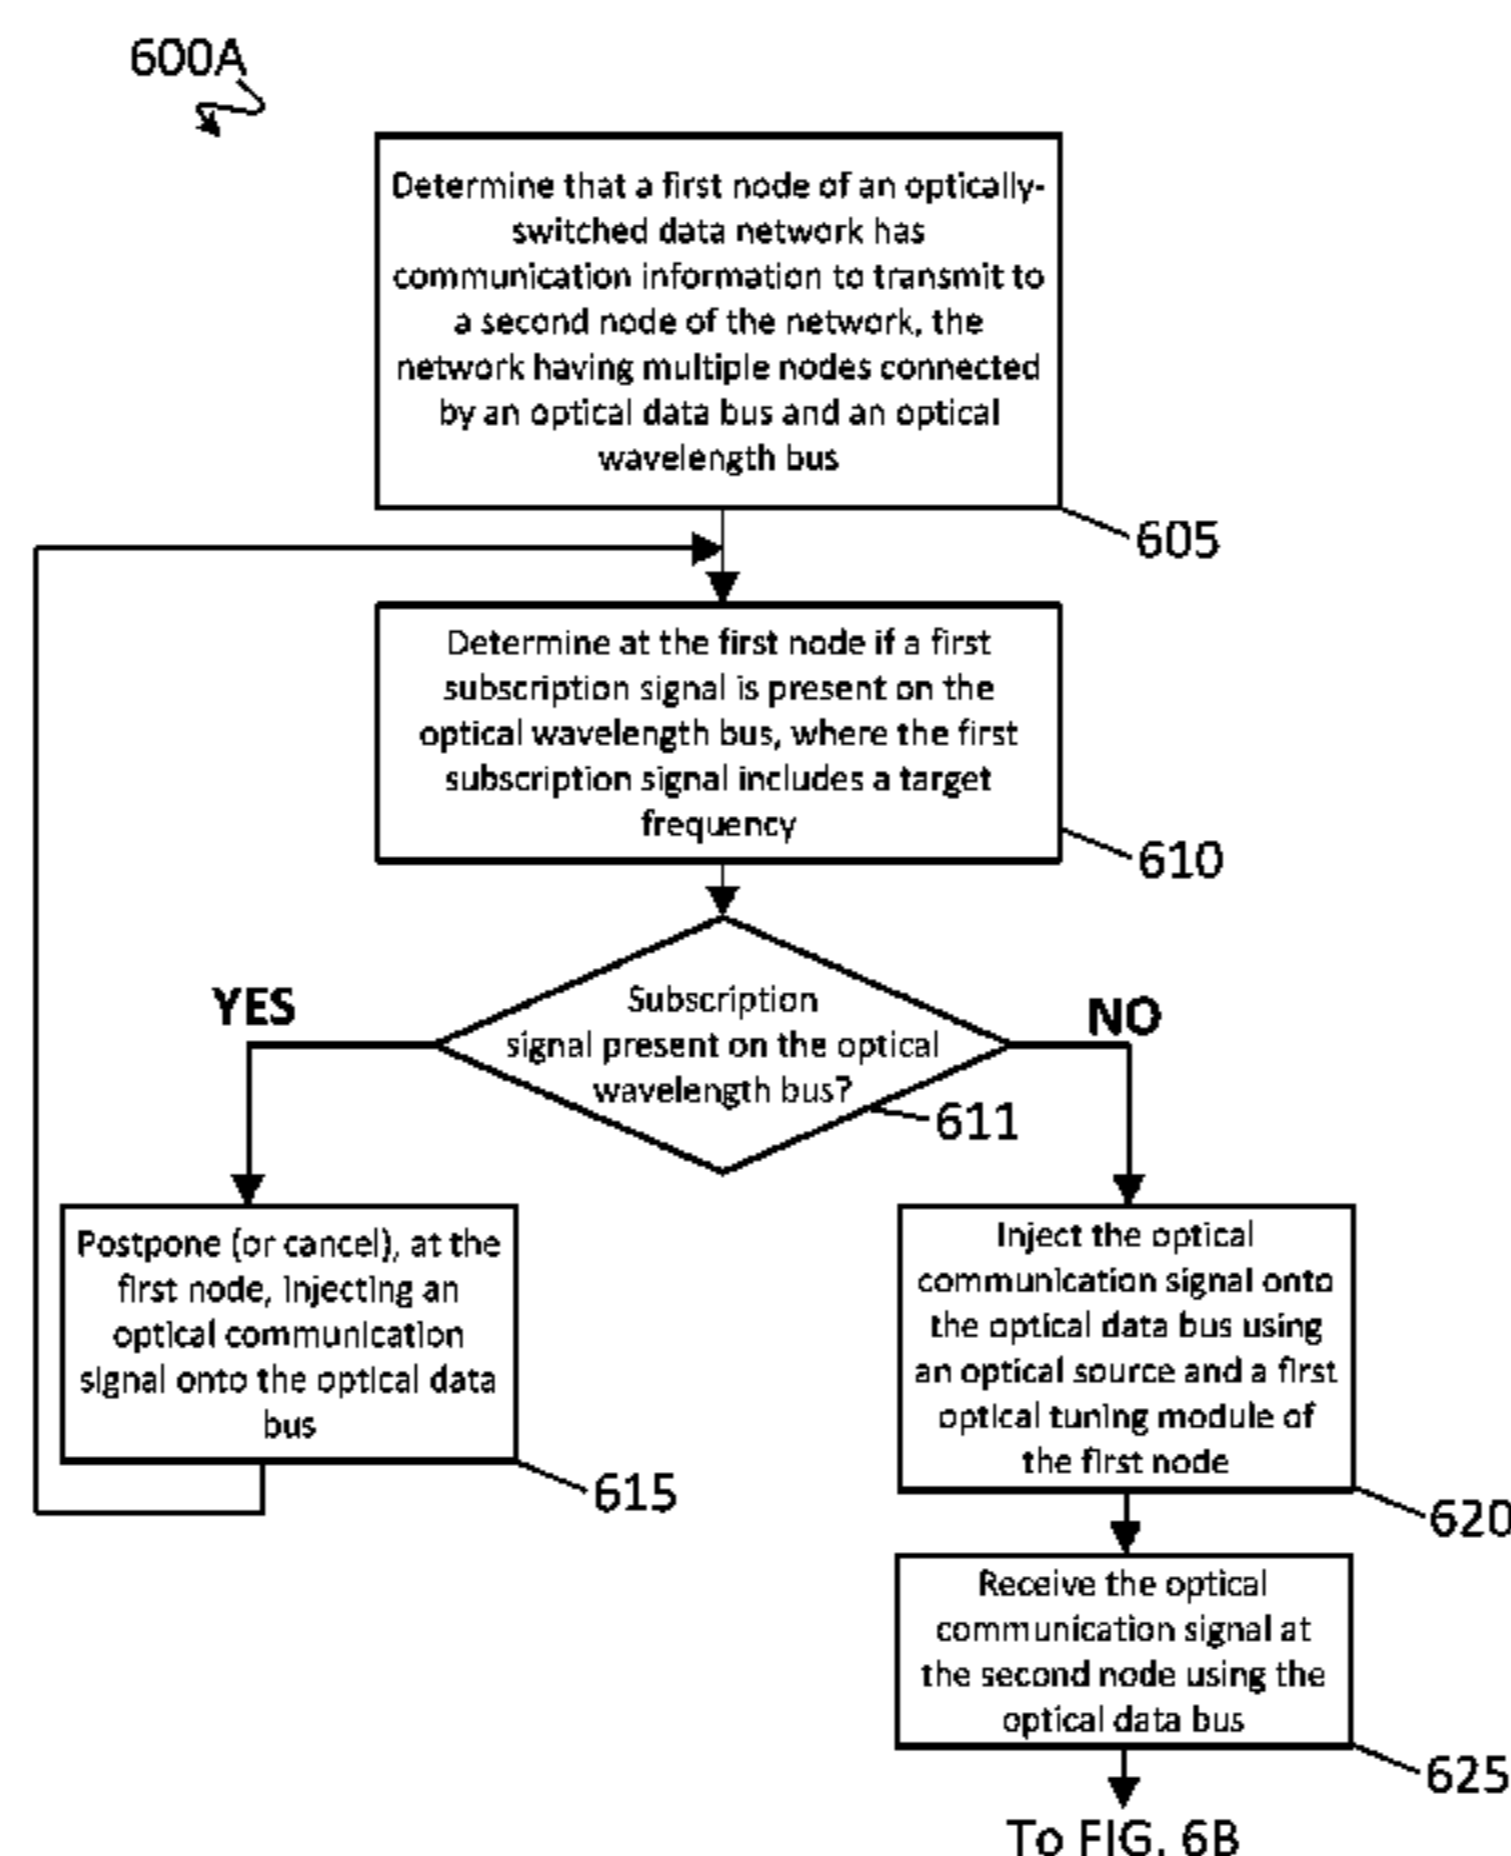 600A
Determine that a first node of an optically-
switched data network has
communication information to transmit to
a second node of the network, the
network having multiple nodes connected
by an optical data bus and an optical
wavelength bus
605
Determine at the first node if a first
subscription signal is present on the
optical wavelength bus, where the first
subscription signal includes a target
frequency
610
YES
Subscription
signal present on the optical
wavelength bus?
NO
611
Postpone (or cancel), at the
first node, injecting an
optical communication
signal onto the optical data
bus
615
Inject the optical
communication signal onto
the optical data bus using
an optical source and a first
optical tuning module of
the first node
620
Receive the optical
communication signal at
the second node using the
optical data bus
625
To FIG. 6B